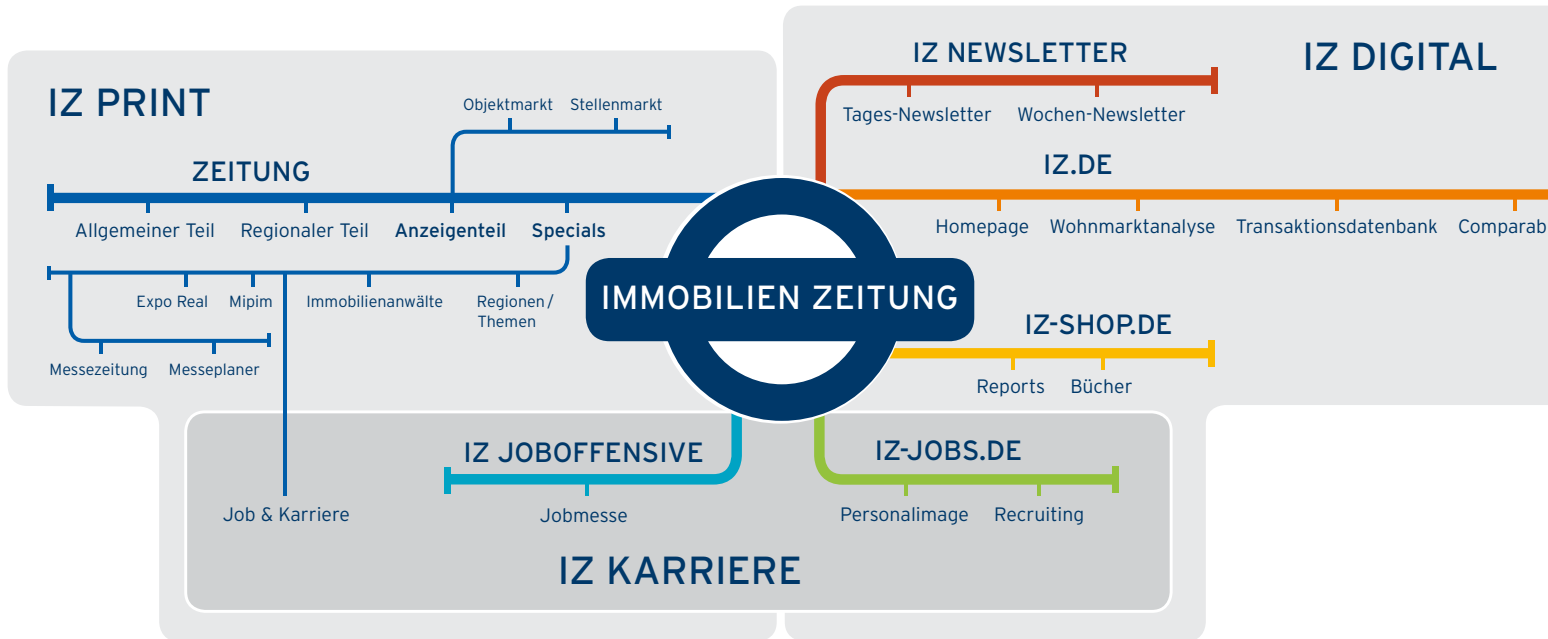 IZ PRINT
Objektmarkt
Stellenmarkt
ZEITUNG
Allgemeiner Teil
Regionaler Teil
Anzeigenteil
Specials
Expo Real
Mipim
Immobilienanwälte
Regionen /
Themen
Messezeitung
Messeplaner
IZ NEWSLETTER
IZ DIGITAL
Tages-Newsletter
Wochen-Newsletter
IZ.DE
Homepage
Wohnmarktanalyse
Transaktionsdatenbank
Comparab
IMMOBILIEN ZEITUNG
IZ-SHOP.DE
Reports
Bücher
IZ JOBOFFENSIVE
IZ-JOBS.DE
Job & Karriere
Jobmesse
Personalimage
Recruiting
IZ KARRIERE